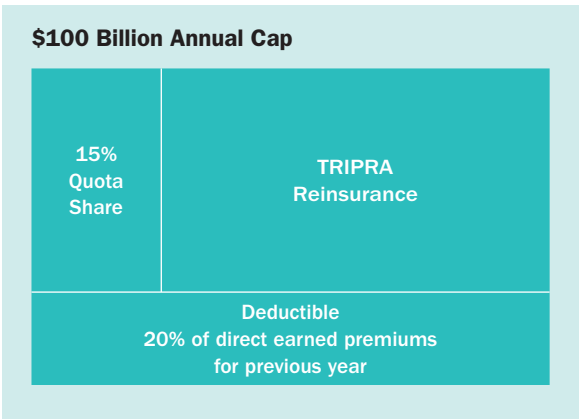 $100 Billion Annual Cap
15%
Quota
Share
TRIPRA
Reinsurance
Deductible
20% of direct earned premiums
for previous year